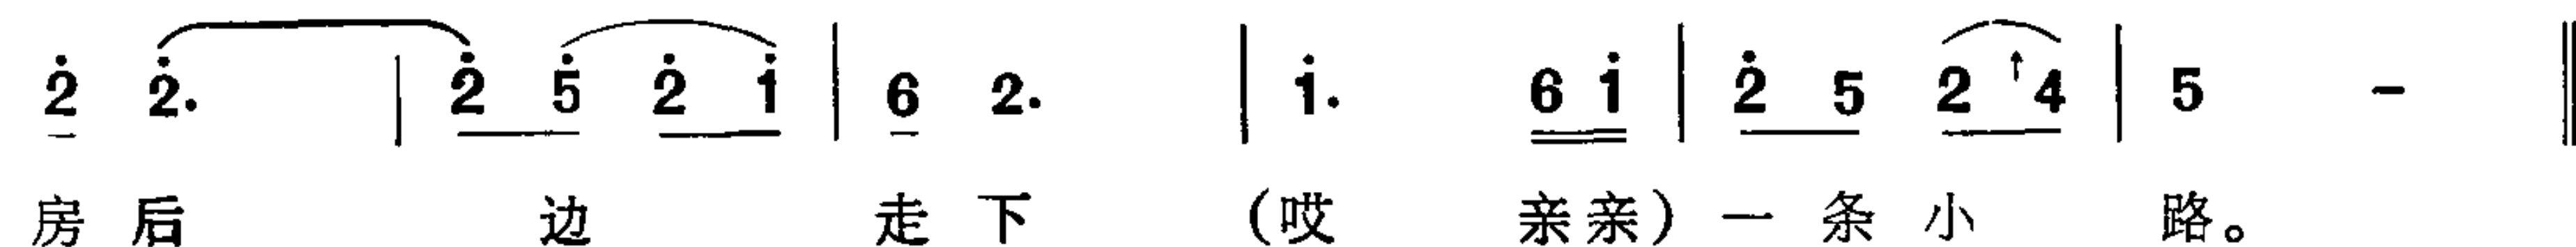 2̇ 2̇. | 2̇ 5̇ 2̇ 1̇ | 6 2. | 1̇. 6 1̇ | 2̇ 5 2 ↑4 | 5 - ‖
房 后 边 走 下 (哎 亲亲) 一 条 小 路。